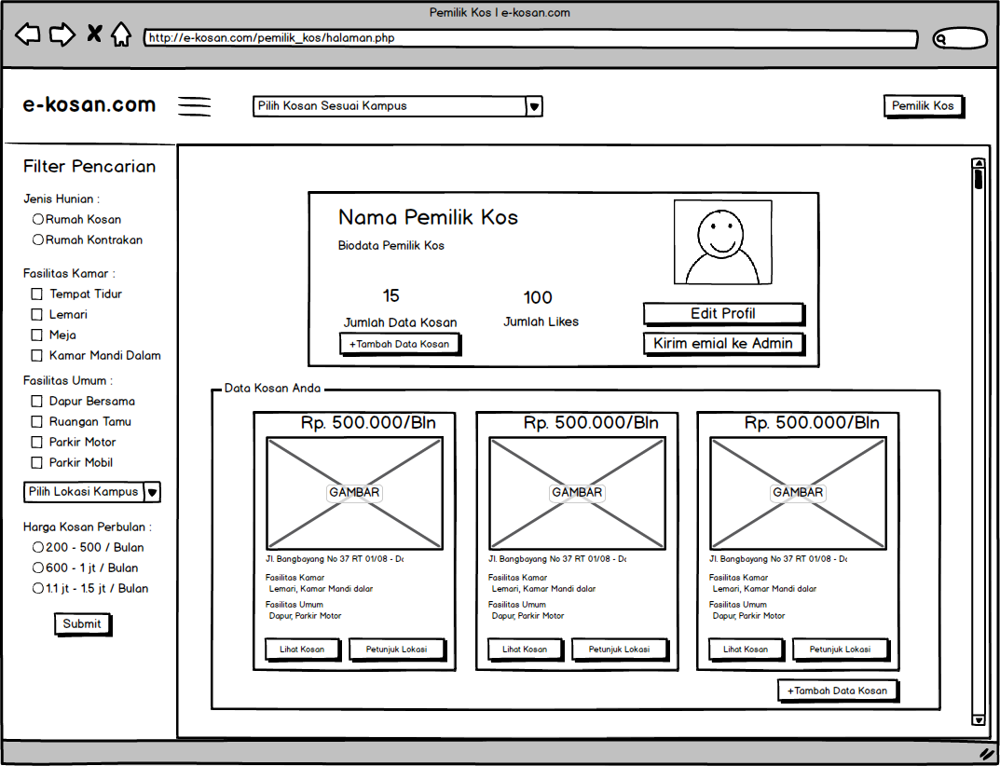 Pemilik Kos | e-kosan.com
http://e-kosan.com/pemilik_kos/halaman.php
e-kosan.com
Pilih Kosan Sesuai Kampus
Pemilik Kos
Filter Pencarian
Jenis Hunian :
Rumah Kosan
Rumah Kontrakan
Fasilitas Kamar :
Tempat Tidur
Lemari
Meja
Kamar Mandi Dalam
Fasilitas Umum :
Dapur Bersama
Ruangan Tamu
Parkir Motor
Parkir Mobil
Pilih Lokasi Kampus
Harga Kosan Perbulan :
200 - 500 / Bulan
600 - 1 jt / Bulan
1.1 jt - 1.5 jt / Bulan
Submit
Nama Pemilik Kos
Biodata Pemilik Kos
15
Jumlah Data Kosan
+Tambah Data Kosan
100
Jumlah Likes
Edit Profil
Kirim emial ke Admin
Data Kosan Anda
Rp. 500.000/Bln
GAMBAR
Jl. Bangbayang No 37 RT 01/08 -
Fasilitas Kamar
Lemari, Kamar Mandi dalar
Fasilitas Umum
Dapur, Parkir Motor
Lihat Kosan
Petunjuk Lokasi
Rp. 500.000/Bln
GAMBAR
Jl. Bangbayang No 37 RT 01/08 -
Fasilitas Kamar
Lemari, Kamar Mandi dalar
Fasilitas Umum
Dapur, Parkir Motor
Lihat Kosan
Petunjuk Lokasi
Rp. 500.000/Bln
GAMBAR
Jl. Bangbayang No 37 RT 01/08 -
Fasilitas Kamar
Lemari, Kamar Mandi dalar
Fasilitas Umum
Dapur, Parkir Motor
Lihat Kosan
Petunjuk Lokasi
+Tambah Data Kosan